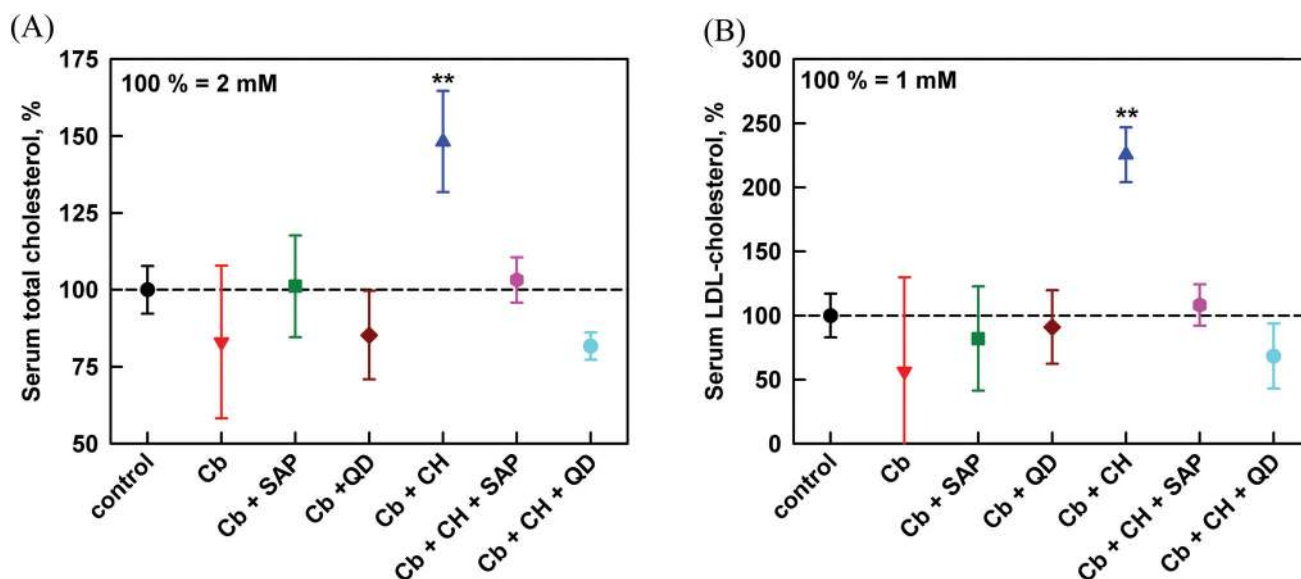 (A)
Serum total cholesterol, %
175
150
125
100
75
50
100 % = 2 mM
**
control
Cb
Cb + SAP
Cb +QD
Cb + CH
Cb + CH + SAP
Cb + CH + QD
(B)
Serum LDL-cholesterol, %
300
250
200
150
100
50
0
100 % = 1 mM
**
control
Cb
Cb + SAP
Cb + QD
Cb + CH
Cb + CH + SAP
Cb + CH + QD